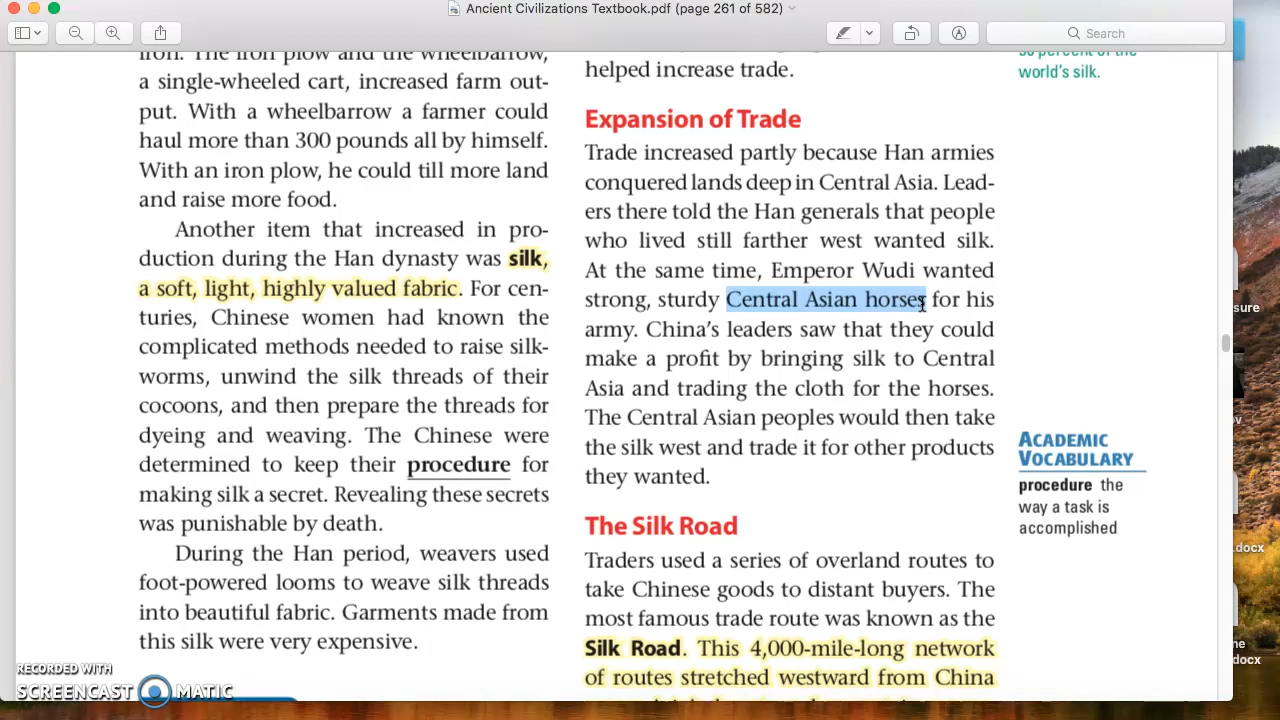 Ancient Civilizations Textbook.pdf (page 261 of 582)
Search
iron. The iron plow and the wheelbarrow,
a single-wheeled cart, increased farm out-
put. With a wheelbarrow a farmer could
haul more than 300 pounds all by himself.
With an iron plow, he could till more land
and raise more food.
Another item that increased in pro-
duction during the Han dynasty was silk,
a soft, light, highly valued fabric. For cen-
turies, Chinese women had known the
complicated methods needed to raise silk-
worms, unwind the silk threads of their
cocoons, and then prepare the threads for
dyeing and weaving. The Chinese were
determined to keep their procedure for
making silk a secret. Revealing these secrets
was punishable by death.
During the Han period, weavers used
foot-powered looms to weave silk threads
into beautiful fabric. Garments made from
this silk were very expensive.
helped increase trade.
Expansion of Trade
Trade increased partly because Han armies
conquered lands deep in Central Asia. Lead-
ers there told the Han generals that people
who lived still farther west wanted silk.
At the same time, Emperor Wudi wanted
strong, sturdy Central Asian horses for his
army. China's leaders saw that they could
make a profit by bringing silk to Central
Asia and trading the cloth for the horses.
The Central Asian peoples would then take
the silk west and trade it for other products
they wanted.
The Silk Road
Traders used a series of overland routes to
take Chinese goods to distant buyers. The
most famous trade route was known as the
Silk Road. This 4,000-mile-long network
of routes stretched westward from China
percent of the
world's silk.
ACADEMIC
VOCABULARY
procedure the
way a task is
accomplished
sure
ov
.docx
ne
ocx
RECORDED WITH
SCREENCAST MATIC